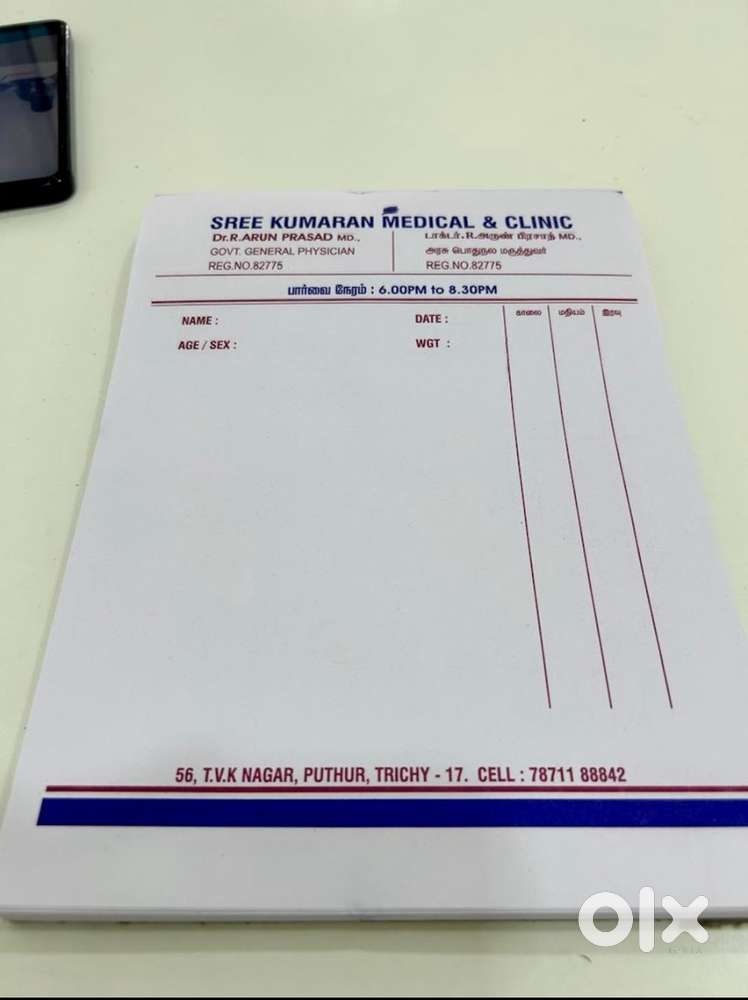 SREE KUMARAN MEDICAL & CLINIC
Dr.R.ARUN PRASAD MD.,
GOVT. GENERAL PHYSICIAN
REG.NO.82775
டாக்டர்.R.அருண் பிரசாத் MD.,
அரசு பொதுநல மருத்துவர்
REG.NO.82775
பார்வை நேரம் : 6.00PM to 8.30PM
NAME : DATE : காலை மதியம் இரவு
AGE / SEX : WGT :
56, T.V.K NAGAR, PUTHUR, TRICHY - 17. CELL : 78711 88842
olx